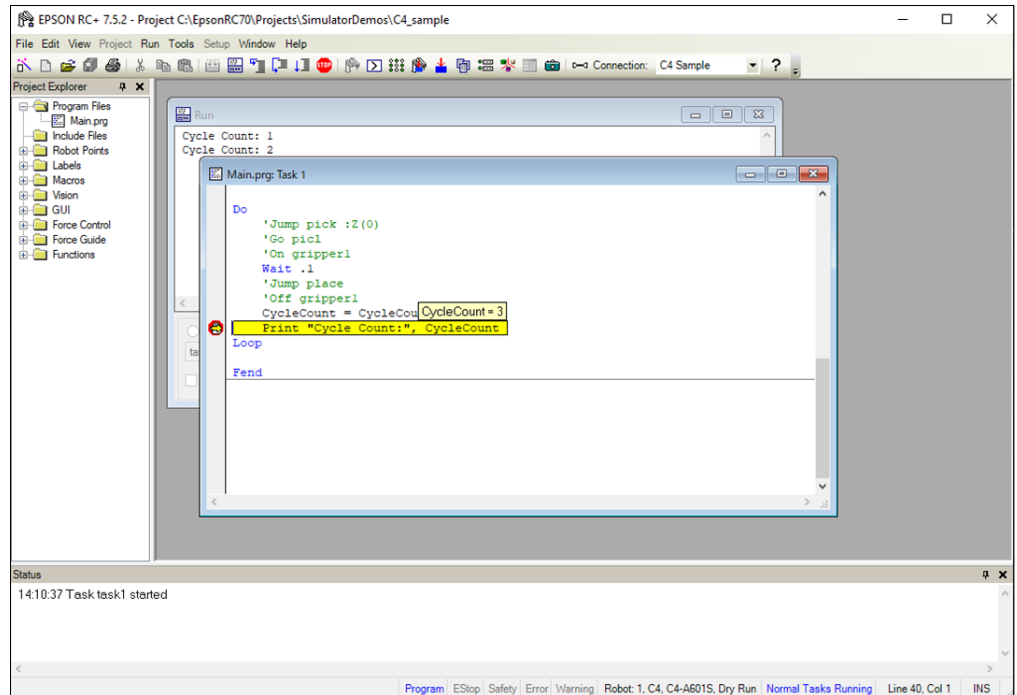 EPSON RC+ 7.5.2 - Project C:\EpsonRC70\Projects\SimulatorDemos\C4_sample
File Edit View Project Run Tools Setup Window Help
Connection: C4 Sample
Project Explorer
Program Files
Main.prg
Include Files
Robot Points
Labels
Macros
Vision
GUI
Force Control
Force Guide
Functions
Run
Cycle Count: 1
Cycle Count: 2
Main.prg: Task 1
Do
'Jump pick :Z(0)
'Go pic1
'On gripper1
Wait .1
'Jump place
'Off gripper1
CycleCount = CycleCou
CycleCount = 3
Print "Cycle Count:", CycleCount
Loop
Fend
ta
Status
14:10:37 Task task1 started
Program EStop Safety Error Warning Robot: 1, C4, C4-A601S, Dry Run Normal Tasks Running Line 40, Col 1 INS